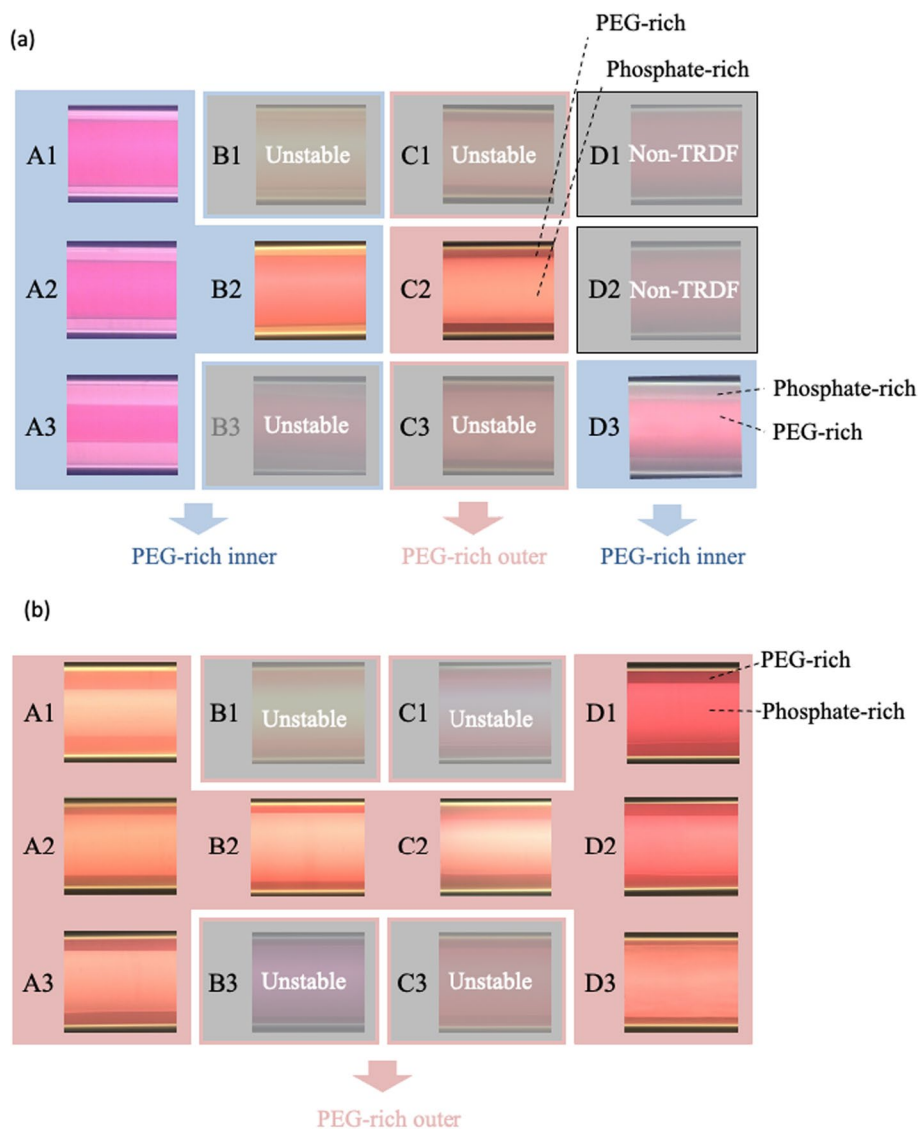 (a)
PEG-rich
Phosphate-rich
A1
B1
Unstable
C1
Unstable
D1
Non-TRDF
A2
B2
C2
D2
Non-TRDF
A3
B3
Unstable
C3
Unstable
D3
Phosphate-rich
PEG-rich
PEG-rich inner
PEG-rich outer
PEG-rich inner
(b)
A1
B1
Unstable
C1
Unstable
D1
PEG-rich
Phosphate-rich
A2
B2
C2
D2
A3
B3
Unstable
C3
Unstable
D3
PEG-rich outer